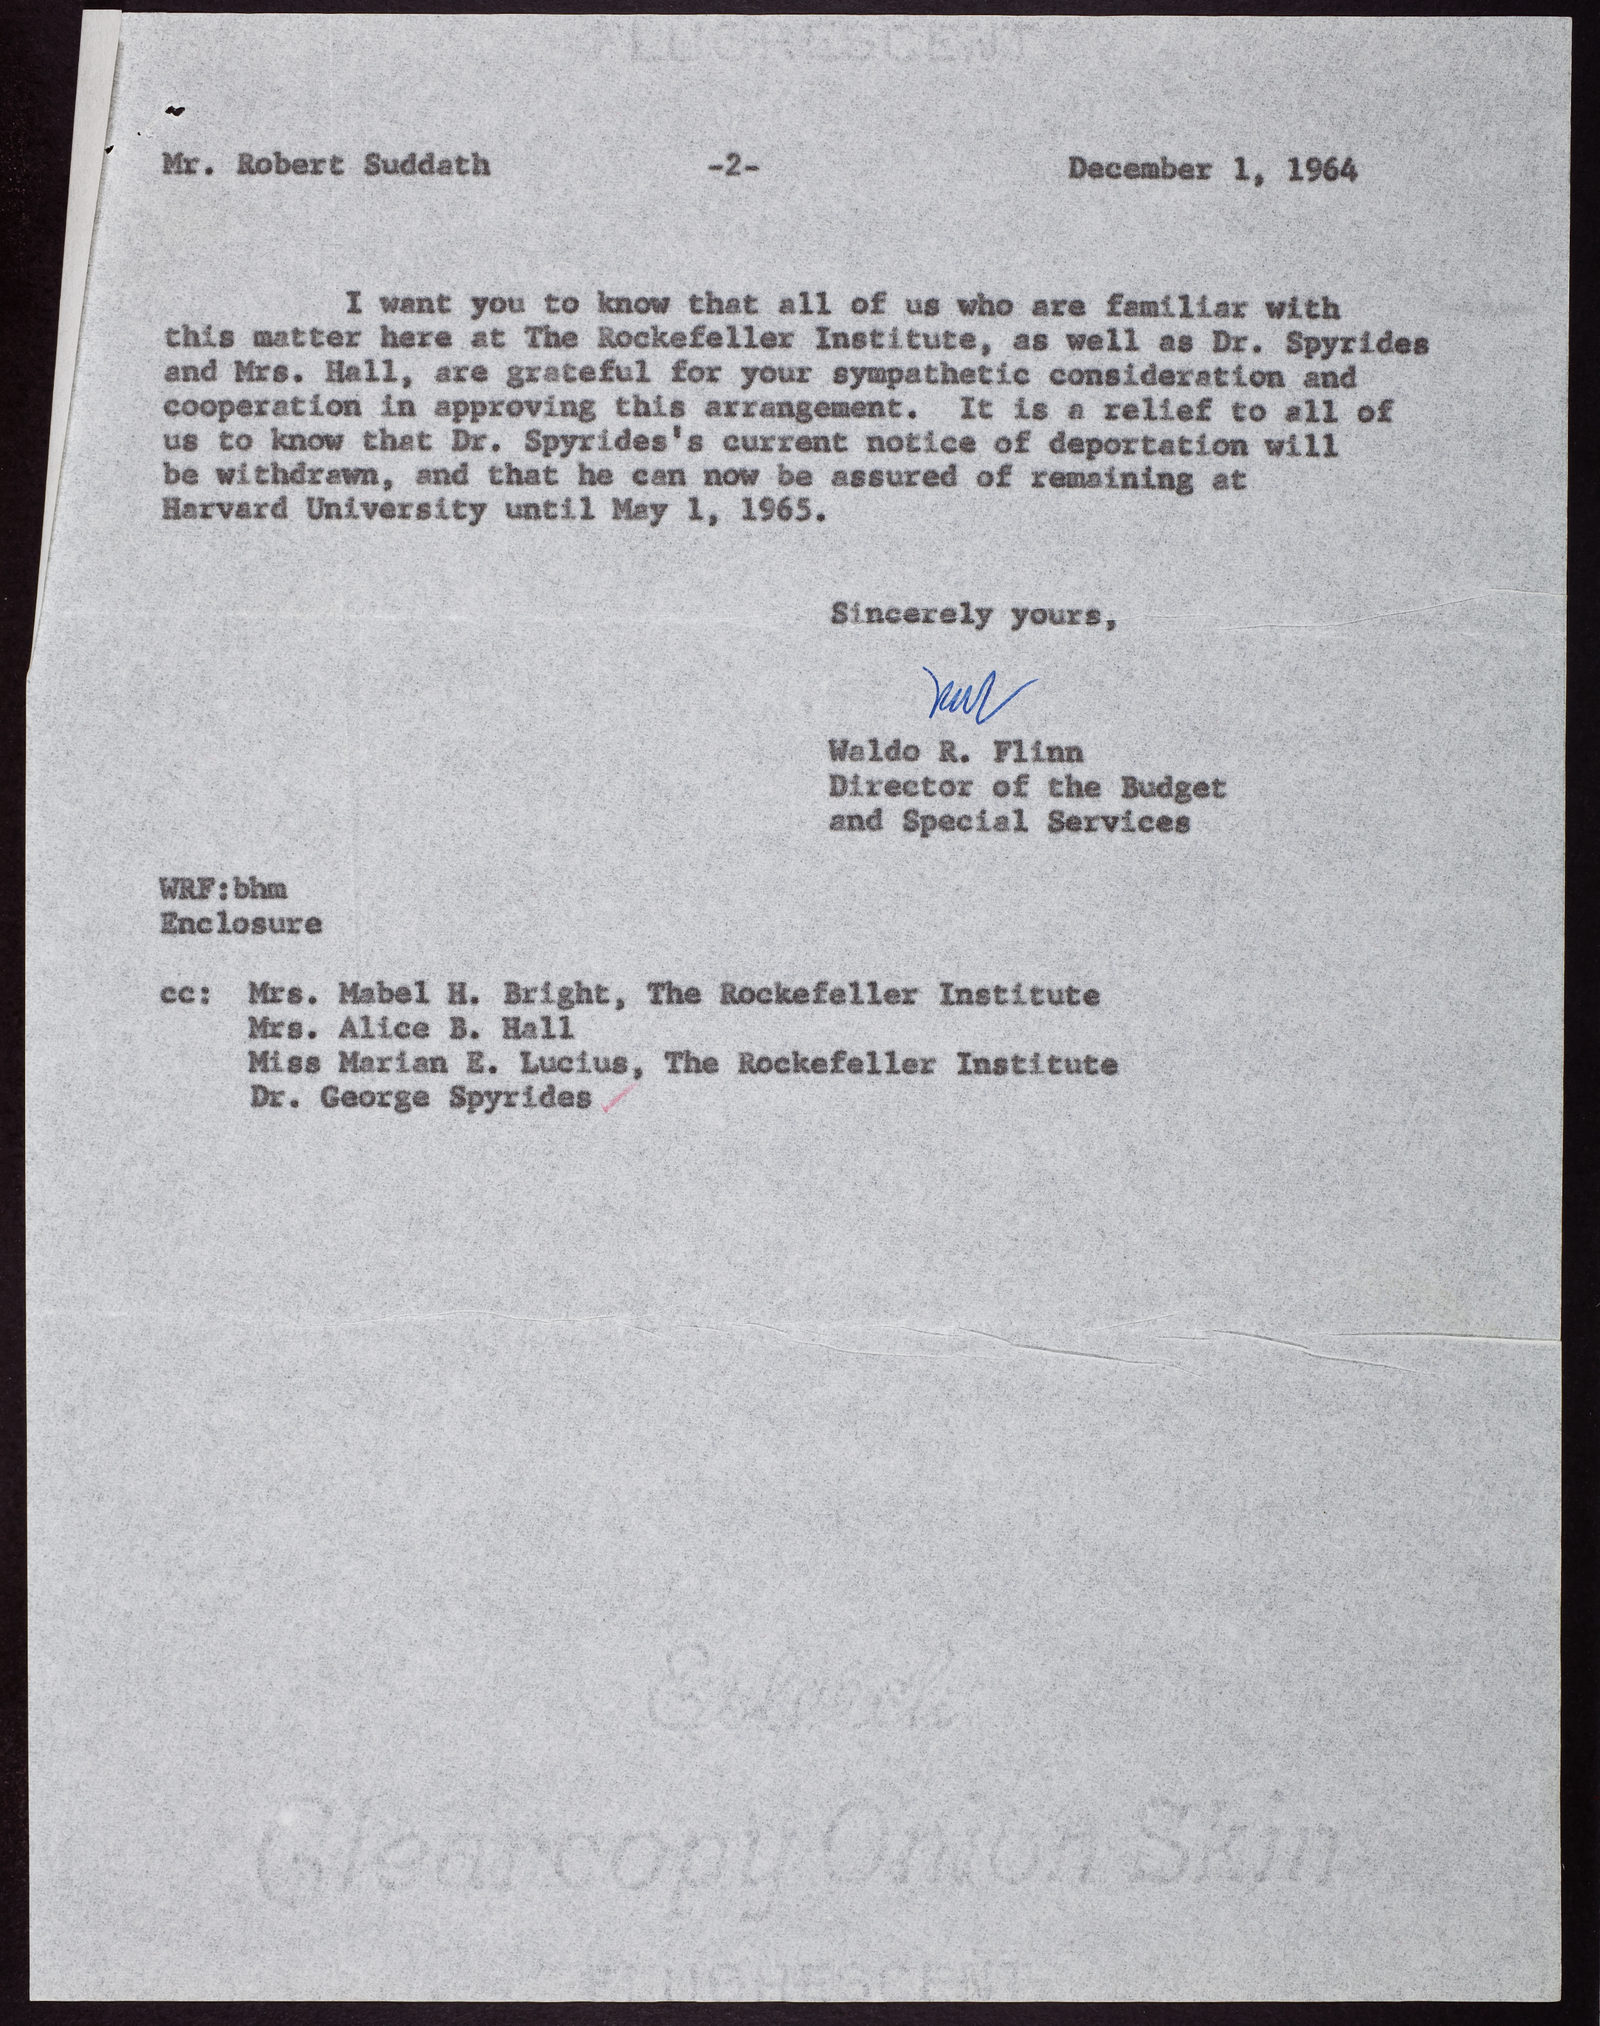 Mr. Robert Suddath -2- December 1, 1964
I want you to know that all of us who are familiar with
this matter here at The Rockefeller Institute, as well as Dr. Spyrides
and Mrs. Hall, are grateful for your sympathetic consideration and
cooperation in approving this arrangement. It is a relief to all of
us to know that Dr. Spyrides's current notice of deportation will
be withdrawn, and that he can now be assured of remaining at
Harvard University until May 1, 1965.
Sincerely yours,
Waldo R. Flinn
Director of the Budget
and Special Services
WRF:bhm
Enclosure
cc: Mrs. Mabel H. Bright, The Rockefeller Institute
Mrs. Alice B. Hall
Miss Marian E. Lucius, The Rockefeller Institute
Dr. George Spyrides
Clearcopy Onion Skin